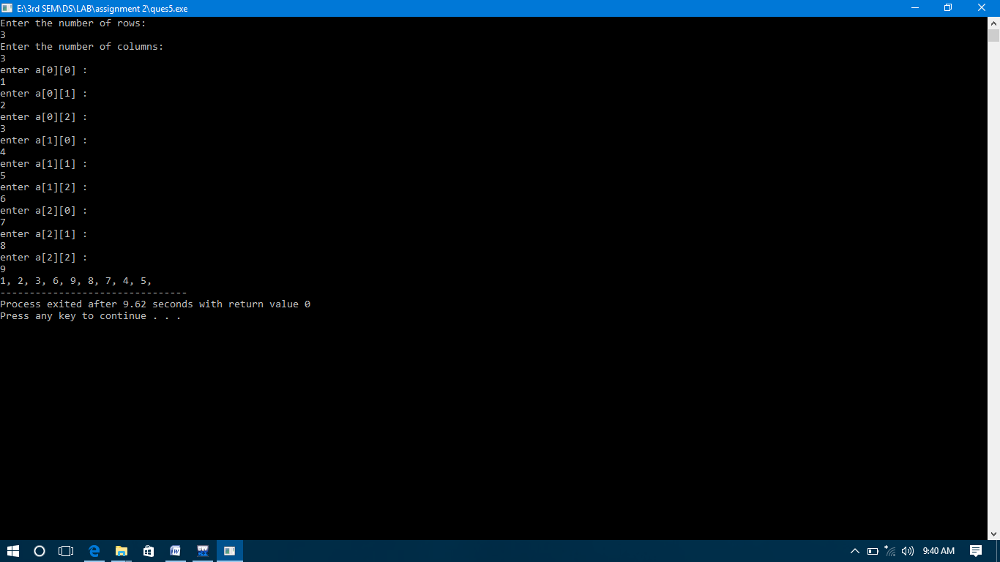 E:\3rd SEM\DS\LAB\assignment 2\ques5.exe
Enter the number of rows:
3
Enter the number of columns:
3
enter a[0][0] :
1
enter a[0][1] :
2
enter a[0][2] :
3
enter a[1][0] :
4
enter a[1][1] :
5
enter a[1][2] :
6
enter a[2][0] :
7
enter a[2][1] :
8
enter a[2][2] :
9
1, 2, 3, 6, 9, 8, 7, 4, 5,
--------------------------------
Process exited after 9.62 seconds with return value 0
Press any key to continue . . .
W DEV
9:40 AM